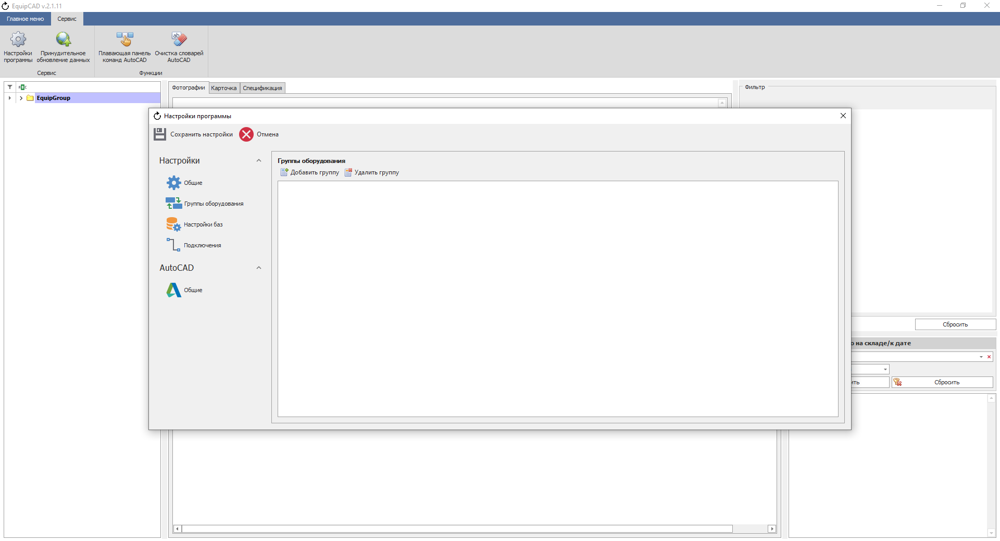 EquipCAD v.2.1.11
Главное меню
Сервис
Настройки
программы
Принудительное
обновление данных
Плавающая панель
команд AutoCAD
Очистка словарей
AutoCAD
Сервис
Функции
Фотографии
Карточка
Спецификация
Фильтр
EquipGroup
Настройки программы
Сохранить настройки
Отмена
Настройки
Общие
Группы оборудования
Настройки баз
Подключения
AutoCAD
Общие
Группы оборудования
Добавить группу
Удалить группу
Сбросить
на складе/к дате
ить
Сбросить